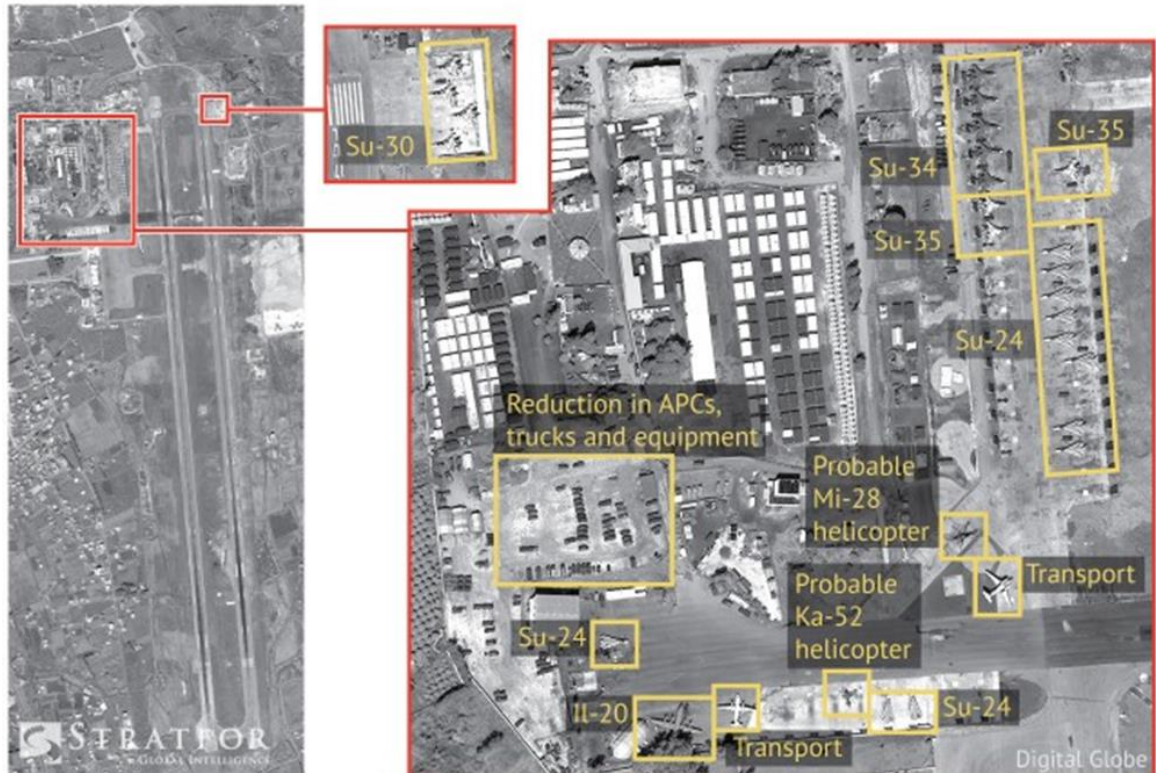 Su-30
Su-34
Su-35
Su-35
Su-24
Reduction in APCs,
trucks and equipment
Probable
Mi-28
helicopter
Transport
Probable
Ka-52
helicopter
Su-24
Il-20
Transport
Su-24
STRATFOR
GLOBAL INTELLIGENCE
Digital Globe